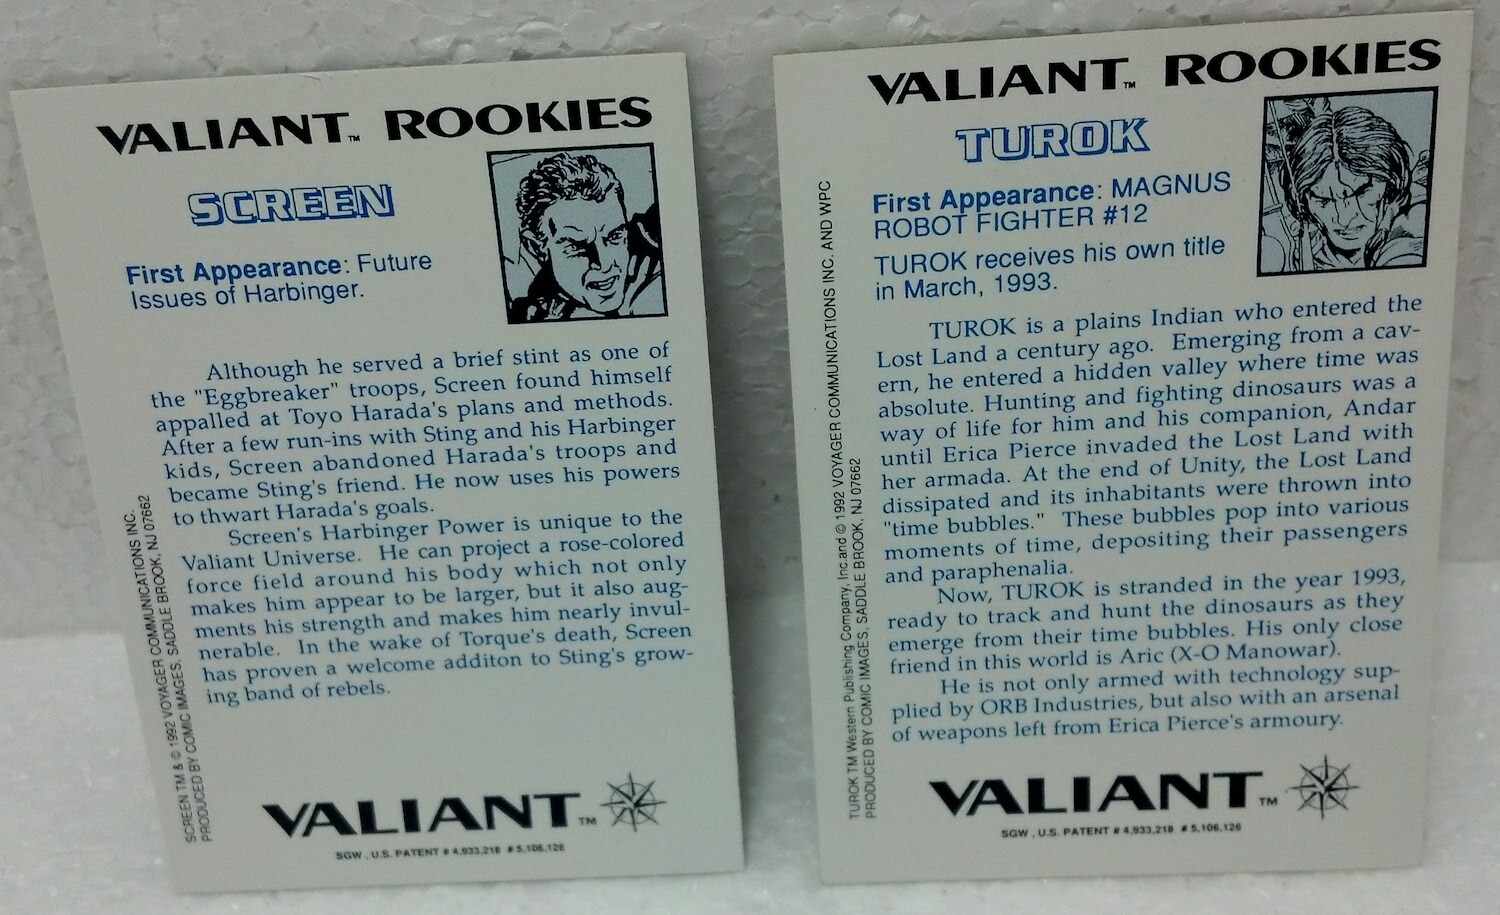 VALIANT™ ROOKIES
SCREEN
First Appearance: Future
Issues of Harbinger.
Although he served a brief stint as one of
the "Eggbreaker" troops, Screen found himself
appalled at Toyo Harada's plans and methods.
After a few run-ins with Sting and his Harbinger
kids, Screen abandoned Harada's troops and
became Sting's friend. He now uses his powers
to thwart Harada's goals.
Screen's Harbinger Power is unique to the
Valiant Universe. He can project a rose-colored
force field around his body which not only
makes him appear to be larger, but it also aug-
ments his strength and makes him nearly invul-
nerable. In the wake of Torque's death, Screen
has proven a welcome additon to Sting's grow-
ing band of rebels.
SCREEN TM & © 1992 VOYAGER COMMUNICATIONS INC.
PRODUCED BY COMIC IMAGES, SADDLE BROOK, NJ 07662
VALIANT™
SGW , U.S. PATENT # 4,933,218 # 5,106,126
VALIANT™ ROOKIES
TUROK
First Appearance: MAGNUS
ROBOT FIGHTER #12
TUROK receives his own title
in March, 1993.
TUROK is a plains Indian who entered the
Lost Land a century ago. Emerging from a cav-
ern, he entered a hidden valley where time was
absolute. Hunting and fighting dinosaurs was a
way of life for him and his companion, Andar
until Erica Pierce invaded the Lost Land with
her armada. At the end of Unity, the Lost Land
dissipated and its inhabitants were thrown into
"time bubbles." These bubbles pop into various
moments of time, depositing their passengers
and paraphenalia.
Now, TUROK is stranded in the year 1993,
ready to track and hunt the dinosaurs as they
emerge from their time bubbles. His only close
friend in this world is Aric (X-O Manowar).
He is not only armed with technology sup-
plied by ORB Industries, but also with an arsenal
of weapons left from Erica Pierce's armoury.
TUROK TM Western Publishing Company, Inc.and © 1992 VOYAGER COMMUNICATIONS INC. AND WPC
PRODUCED BY COMIC IMAGES, SADDLE BROOK, NJ 07662
VALIANT™
SGW , U.S. PATENT # 4,933,218 # 5,106,126